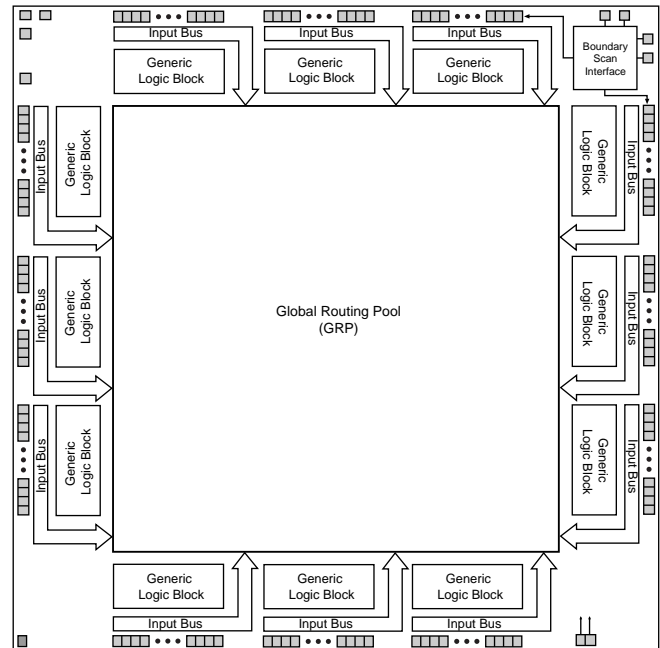 Input Bus
Input Bus
Input Bus
Generic
Logic Block
Generic
Logic Block
Generic
Logic Block
Boundary
Scan
Interface
Input Bus
Generic
Logic Block
Generic
Logic Block
Input Bus
Input Bus
Generic
Logic Block
Global Routing Pool
(GRP)
Generic
Logic Block
Input Bus
Input Bus
Generic
Logic Block
Generic
Logic Block
Input Bus
Generic
Logic Block
Generic
Logic Block
Generic
Logic Block
Input Bus
Input Bus
Input Bus